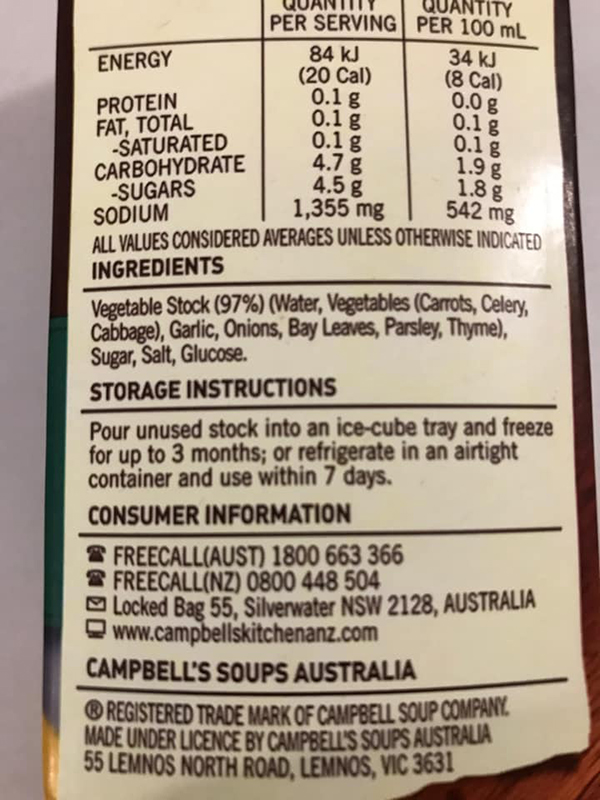 QUANTITY QUANTITY
PER SERVING PER 100 mL
ENERGY 84 kJ 34 kJ
(20 Cal) (8 Cal)
PROTEIN 0.1 g 0.0 g
FAT, TOTAL 0.1 g 0.1 g
-SATURATED 0.1 g 0.1 g
CARBOHYDRATE 4.7 g 1.9 g
-SUGARS 4.5 g 1.8 g
SODIUM 1,355 mg 542 mg
ALL VALUES CONSIDERED AVERAGES UNLESS OTHERWISE INDICATED
INGREDIENTS
Vegetable Stock (97%) (Water, Vegetables (Carrots, Celery,
Cabbage), Garlic, Onions, Bay Leaves, Parsley, Thyme),
Sugar, Salt, Glucose.
STORAGE INSTRUCTIONS
Pour unused stock into an ice-cube tray and freeze
for up to 3 months; or refrigerate in an airtight
container and use within 7 days.
CONSUMER INFORMATION
FREECALL(AUST) 1800 663 366
FREECALL(NZ) 0800 448 504
Locked Bag 55, Silverwater NSW 2128, AUSTRALIA
www.campbellskitchenanz.com
CAMPBELL'S SOUPS AUSTRALIA
® REGISTERED TRADE MARK OF CAMPBELL SOUP COMPANY.
MADE UNDER LICENCE BY CAMPBELL'S SOUPS AUSTRALIA
55 LEMNOS NORTH ROAD, LEMNOS, VIC 3631